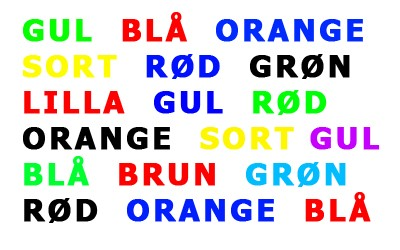 GUL BLÅ ORANGE
SORT RØD GRØN
LILLA GUL RØD
ORANGE SORT GUL
BLÅ BRUN GRØN
RØD ORANGE BLÅ